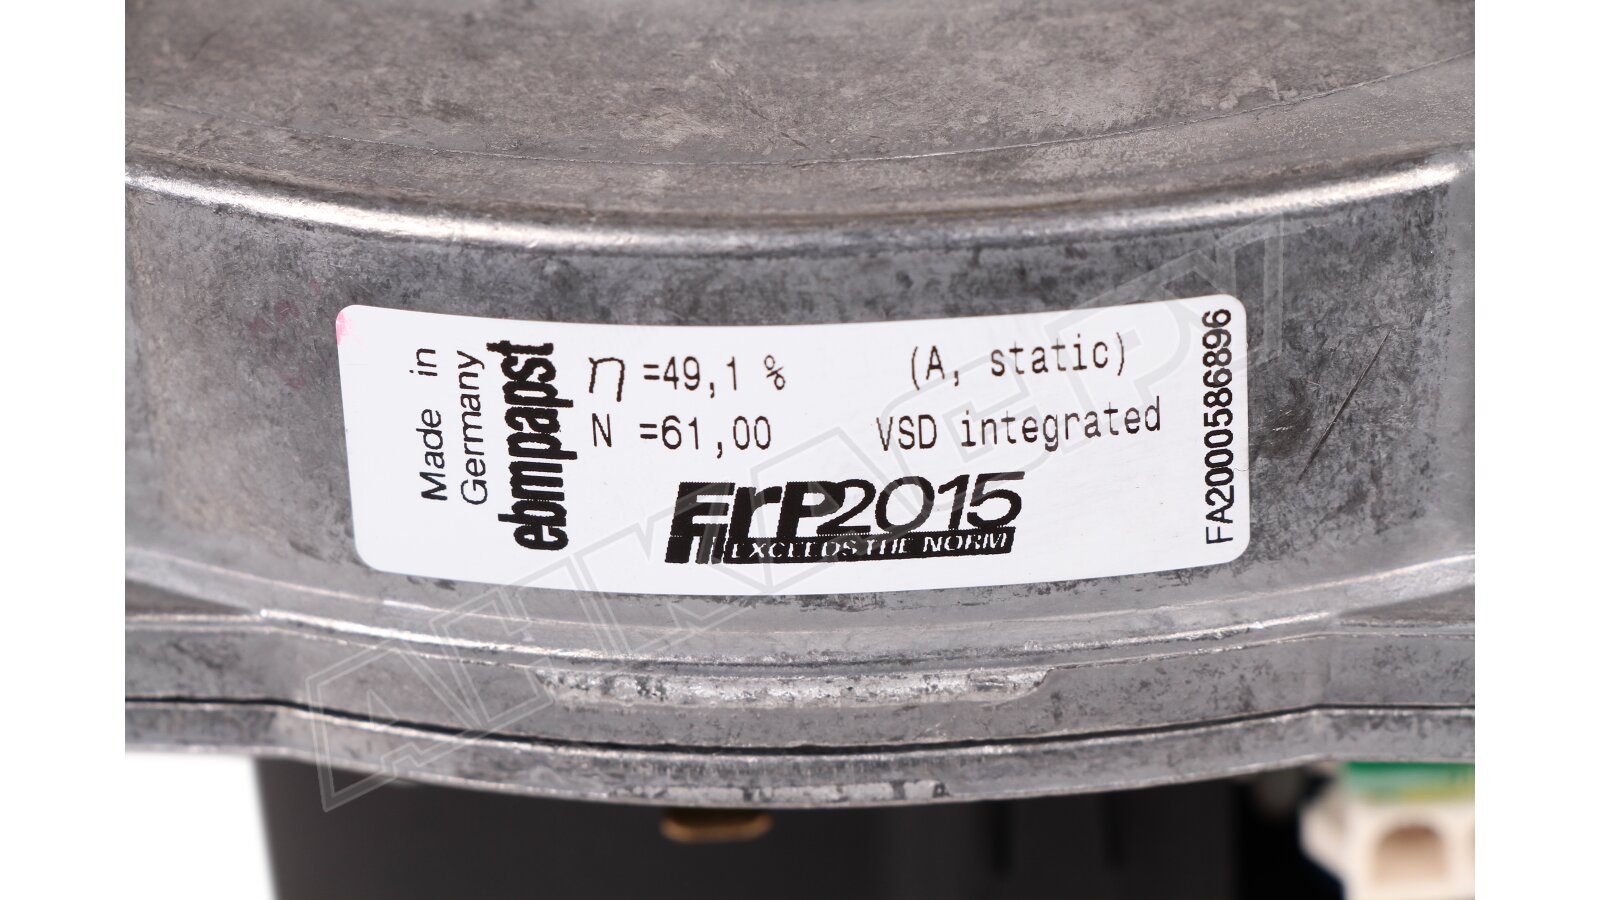 Made in
Germany
ebmpapst
η =49,1 % (A, static)
N =61,00 VSD integrated
ErP2015
EXCEEDS THE NORM
FA2000586896